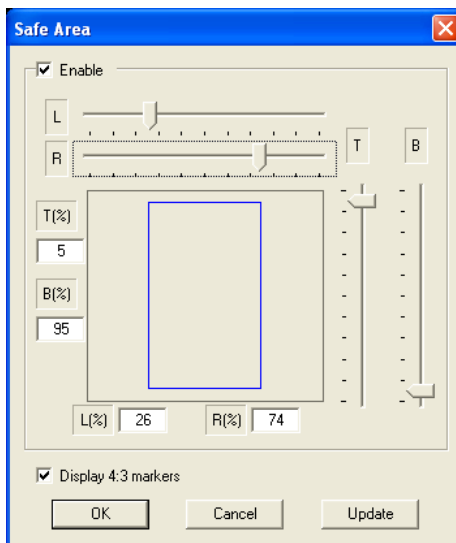 Safe Area
Enable
L
R
T
B
T(%)
5
B(%)
95
L(%) 26 R(%) 74
Display 4:3 markers
OK Cancel Update